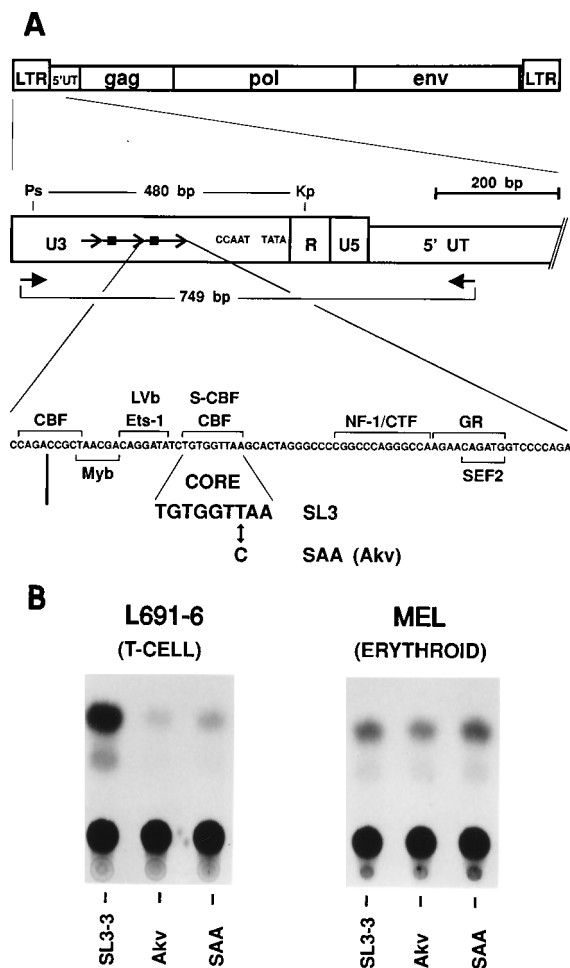 A
LTR 5'UT gag pol env LTR
Ps 480 bp Kp 200 bp
U3 CCAAT TATA R U5 5' UT
749 bp
LVb S-CBF
CBF Ets-1 CBF NF-1/CTF GR
CCAGACCGCTAACGACAGGATATCTGTGGTTAAGCACTAGGGCCCCGGCCCAGGGCCAAGAACAGATGGTCCCCAGA
Myb CORE SEF2
TGTGGTTAA SL3
C SAA (Akv)
B
L691-6 MEL
(T-CELL) (ERYTHROID)
SL3-3 Akv SAA SL3-3 Akv SAA